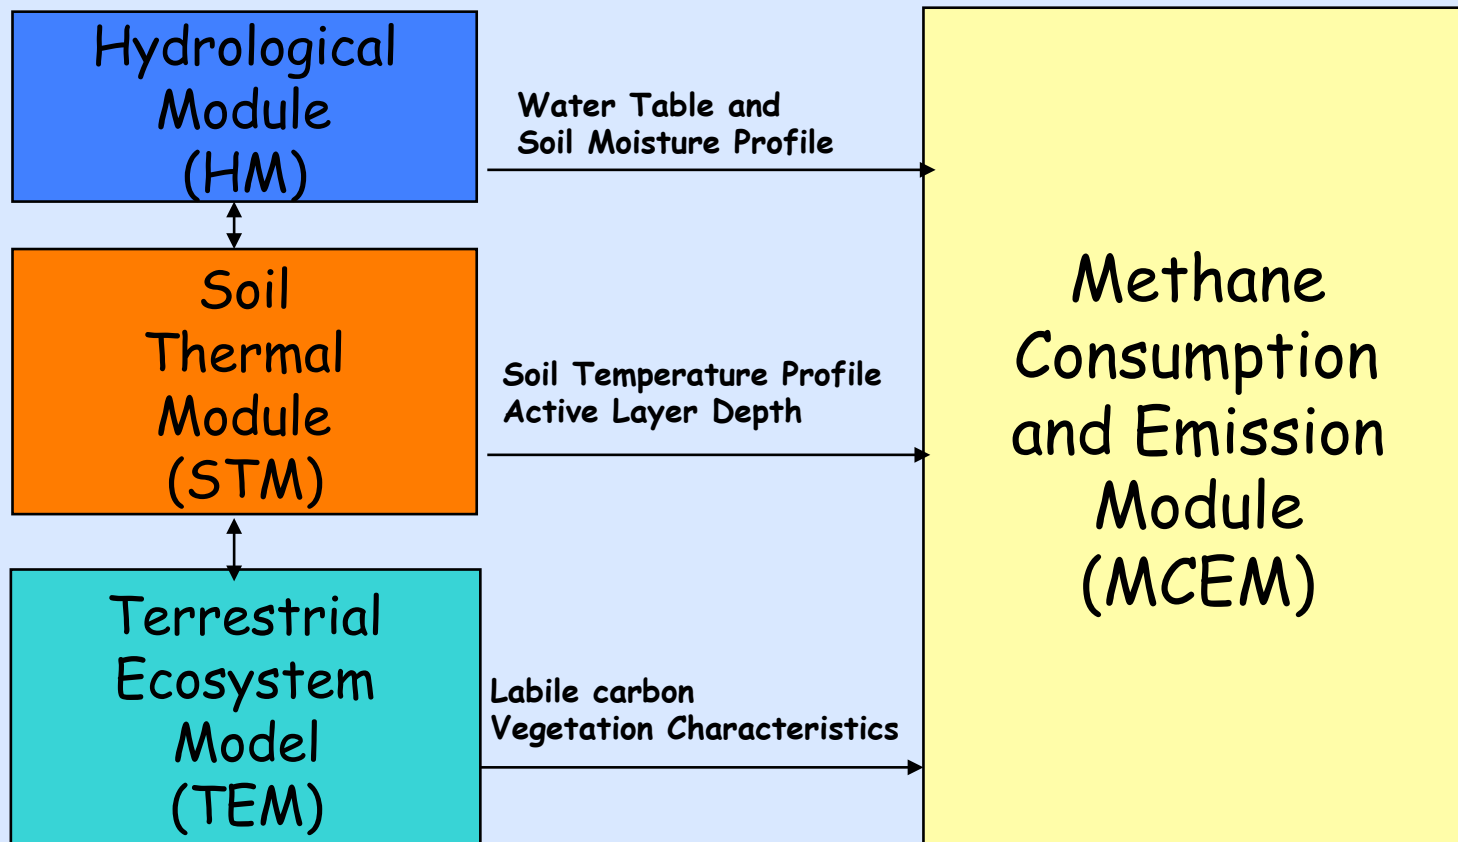 Hydrological
Module
(HM)
Water Table and
Soil Moisture Profile
Soil
Thermal
Module
(STM)
Soil Temperature Profile
Active Layer Depth
Terrestrial
Ecosystem
Model
(TEM)
Labile carbon
Vegetation Characteristics
Methane
Consumption
and Emission
Module
(MCEM)